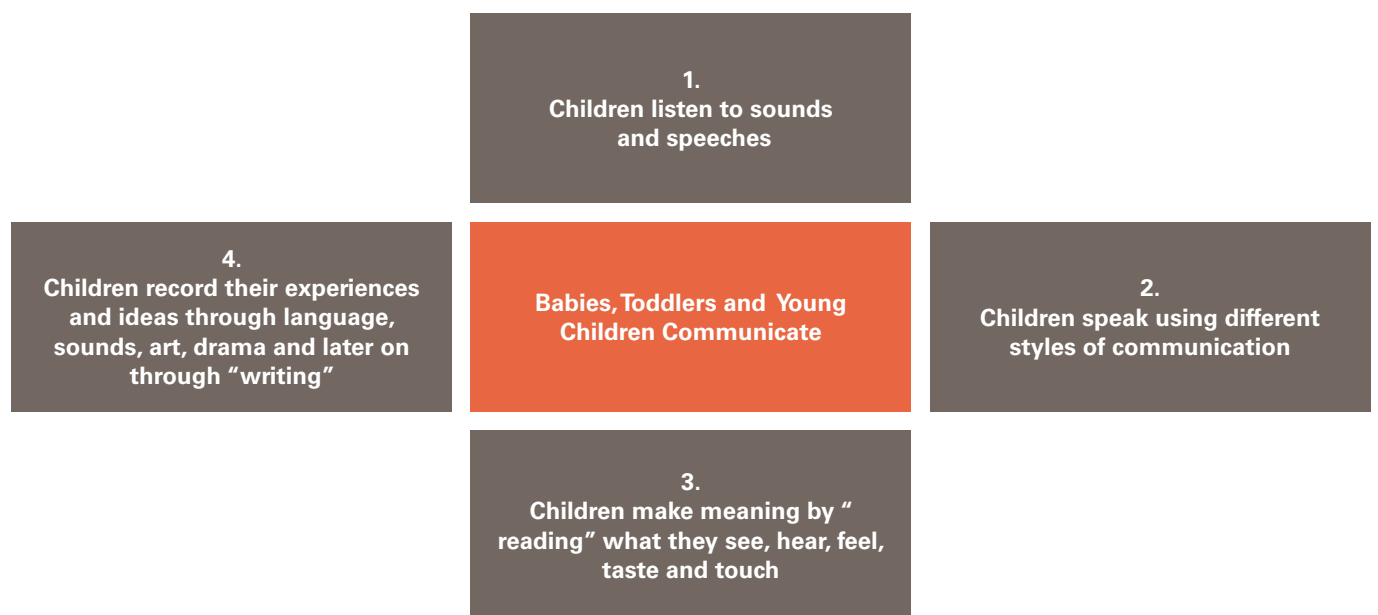 1.
Children listen to sounds
and speeches
4.
Children record their experiences
and ideas through language,
sounds, art, drama and later on
through “writing”
Babies, Toddlers and Young
Children Communicate
2.
Children speak using different
styles of communication
3.
Children make meaning by “
reading” what they see, hear, feel,
taste and touch